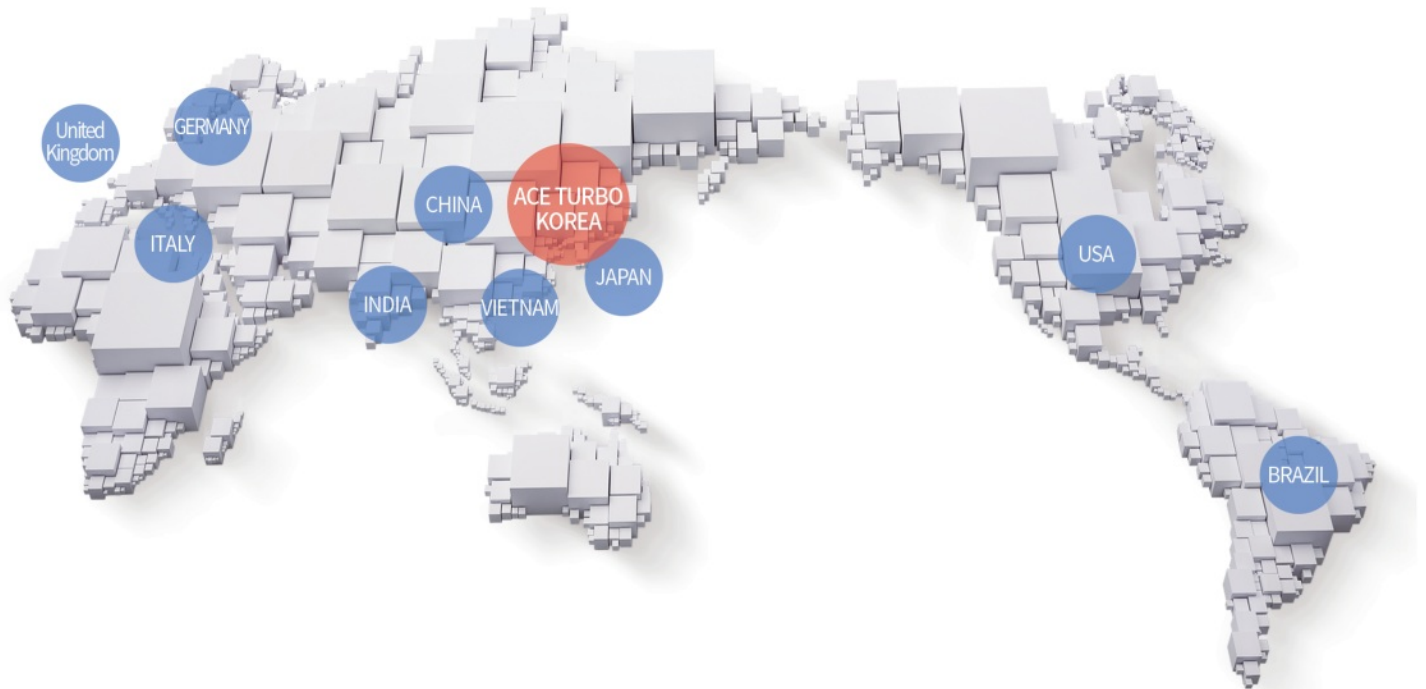 United
Kingdom
GERMANY
ITALY
CHINA
ACE TURBO
KOREA
INDIA
VIETNAM
JAPAN
USA
BRAZIL